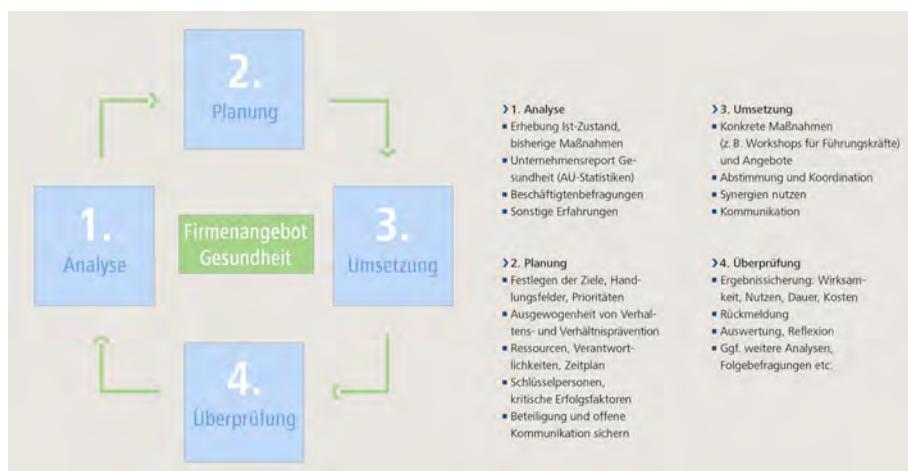 2.
Planung
1.
Analyse
Firmenangebot
Gesundheit
3.
Umsetzung
4.
Überprüfung
1. Analyse
Erhebung Ist-Zustand,
bisherige Maßnahmen
Unternehmensreport Ge-
sundheit (AU-Statistiken)
Beschäftigtenbefragungen
Sonstige Erfahrungen
2. Planung
Festlegen der Ziele, Hand-
lungsfelder, Prioritäten
Ausgewogenheit von Verhal-
tens- und Verhältnisprävention
Ressourcen, Verantwort-
lichkeiten, Zeitplan
Schlüsselpersonen,
kritische Erfolgsfaktoren
Beteiligung und offene
Kommunikation sichern
3. Umsetzung
Konkrete Maßnahmen
(z. B. Workshops für Führungskräfte)
und Angebote
Abstimmung und Koordination
Synergien nutzen
Kommunikation
4. Überprüfung
Ergebnissicherung: Wirksam-
keit, Nutzen, Dauer, Kosten
Rückmeldung
Auswertung, Reflexion
Ggf. weitere Analysen,
Folgebefragungen etc.